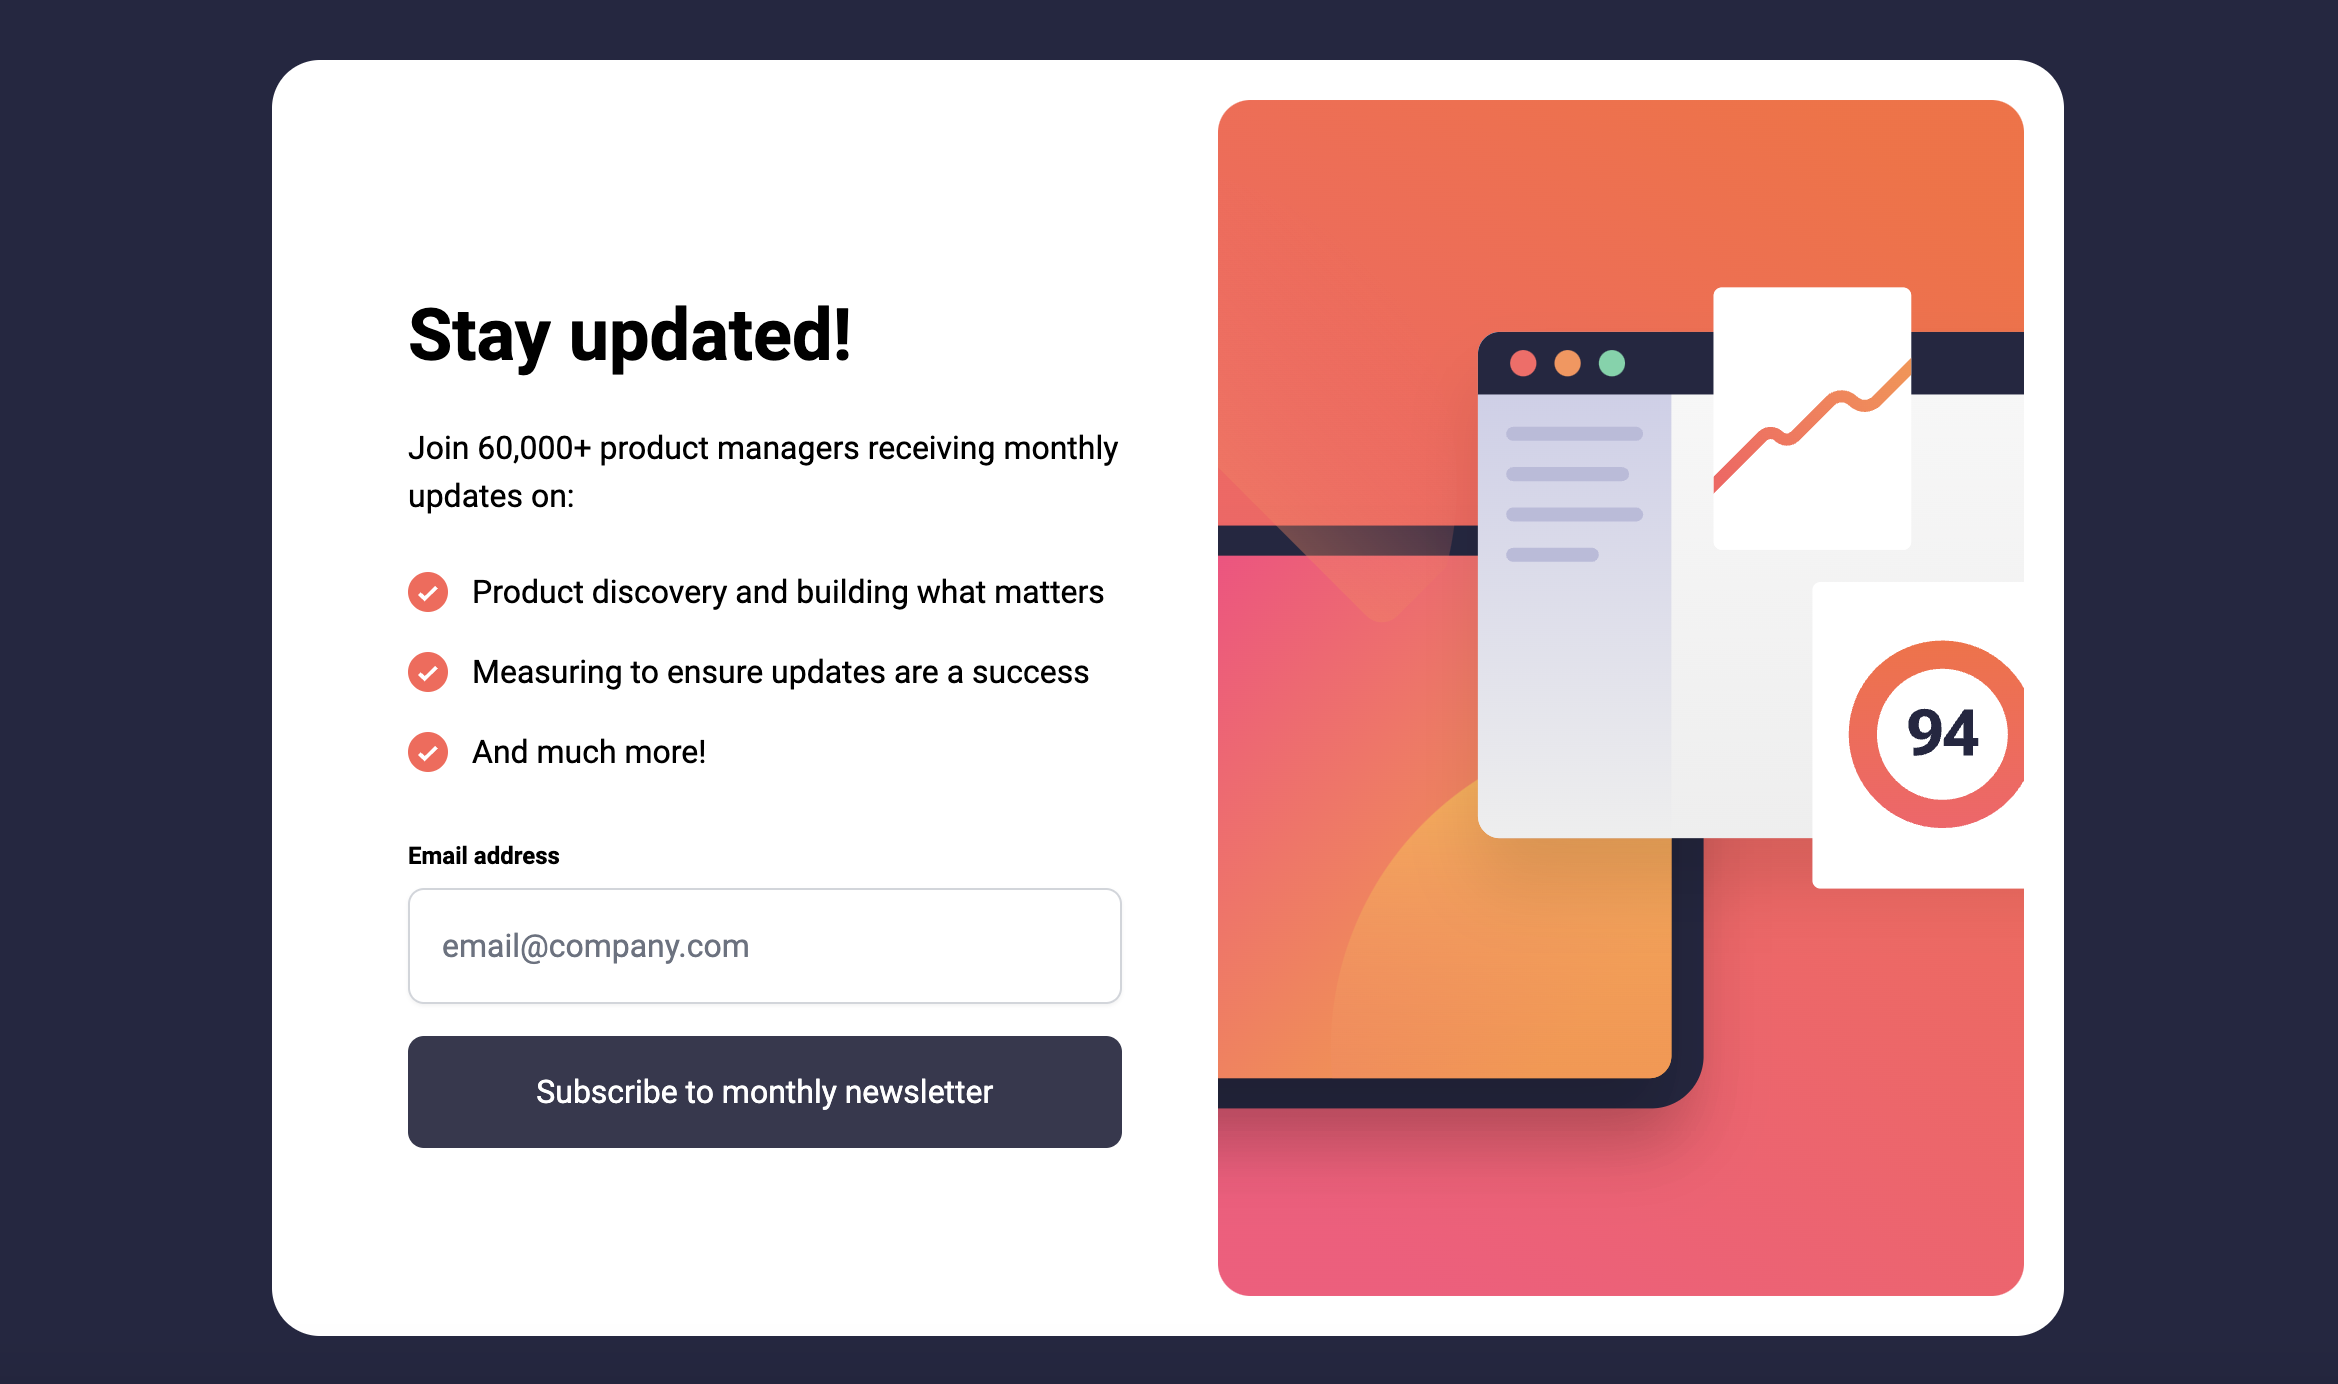 Stay updated!
Join 60,000+ product managers receiving monthly
updates on:
Product discovery and building what matters
Measuring to ensure updates are a success
And much more!
Email address
email@company.com
Subscribe to monthly newsletter
94